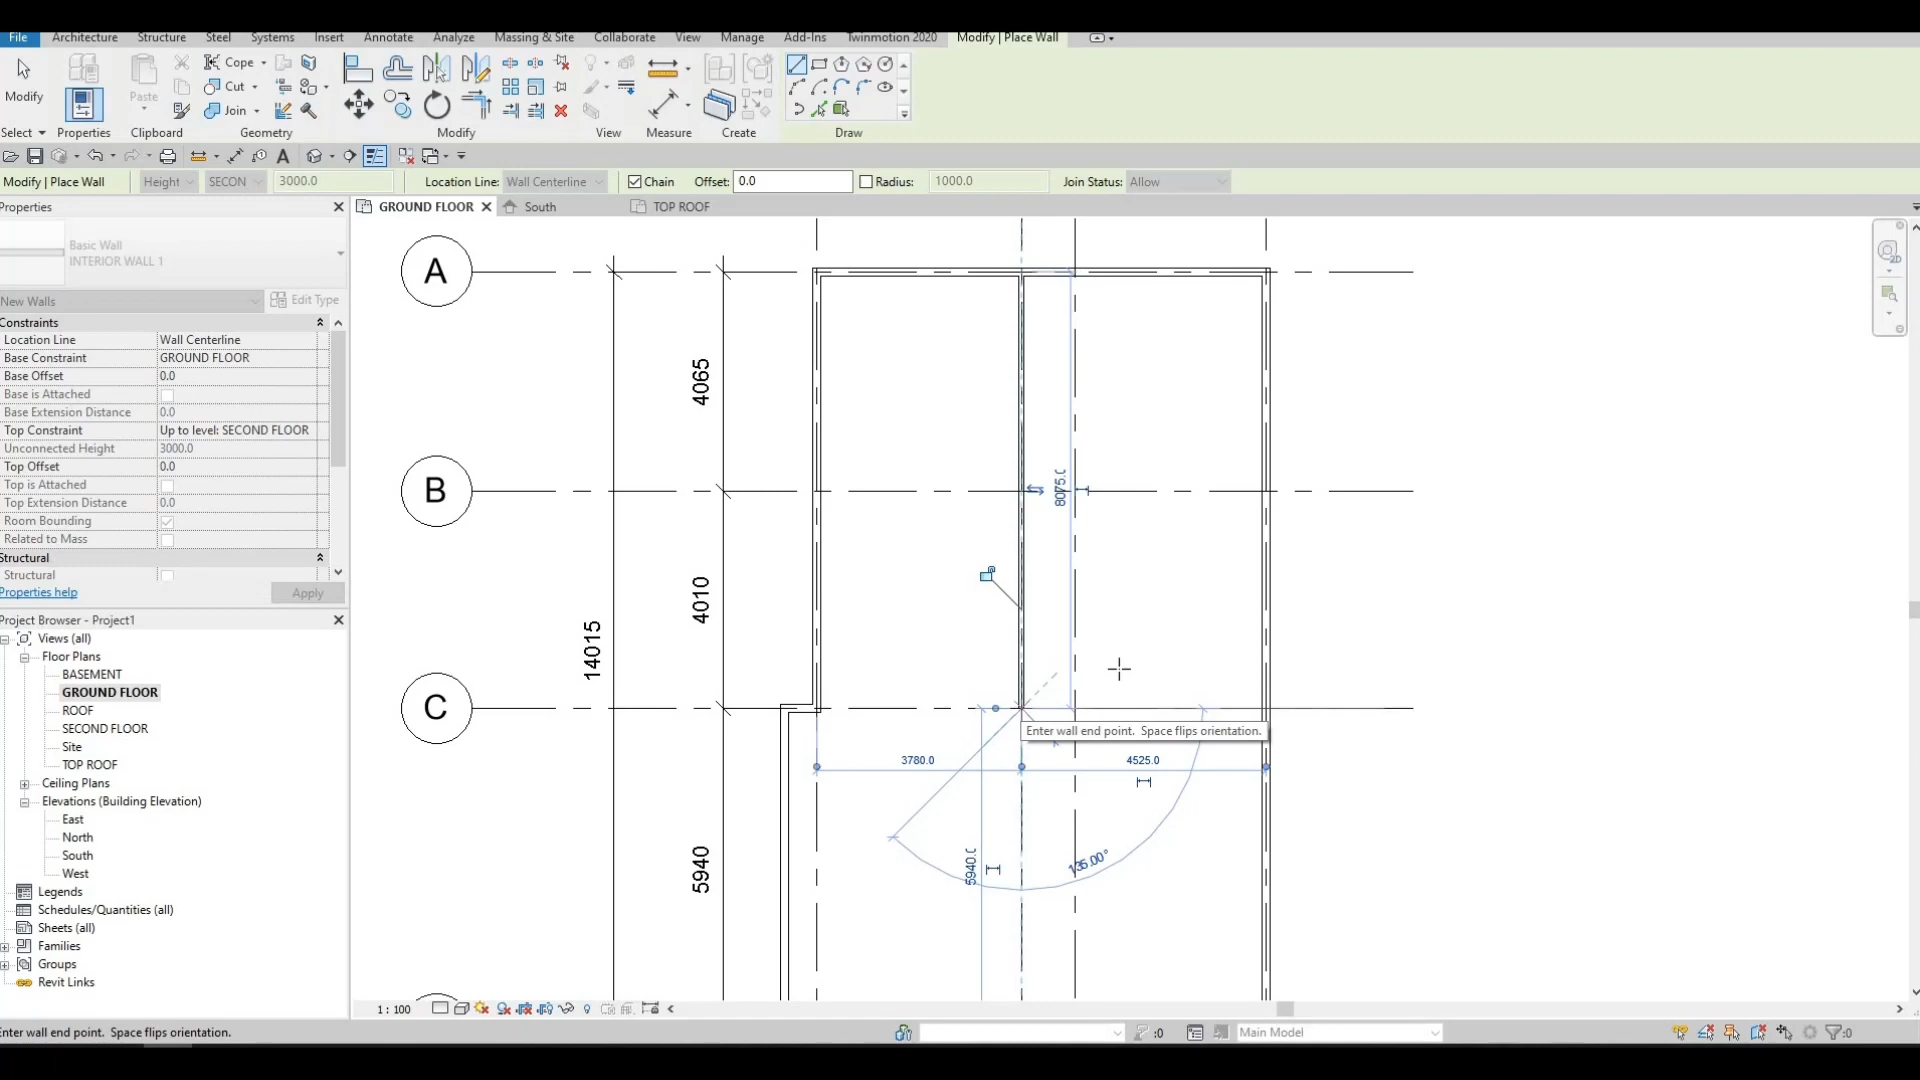 File Architecture Structure Steel Systems Insert Annotate Analyze Massing & Site Collaborate View Manage Add-Ins Twinmotion 2020 Modify | Place Wall
Modify Paste Cope Cut Join
Select Properties Clipboard Geometry Modify View Measure Create Draw
Modify | Place Wall Height SECON 3000.0 Location Line: Wall Centerline Chain Offset: 0.0 Radius: 1000.0 Join Status: Allow
Properties
GROUND FLOOR South TOP ROOF
Basic Wall
INTERIOR WALL 1
New Walls Edit Type
Constraints
Location Line Wall Centerline
Base Constraint GROUND FLOOR
Base Offset 0.0
Base is Attached
Base Extension Distance 0.0
Top Constraint Up to level: SECOND FLOOR
Unconnected Height 3000.0
Top Offset 0.0
Top is Attached
Top Extension Distance 0.0
Room Bounding
Related to Mass
Structural
Structural
Properties help Apply
Project Browser - Project1
Views (all)
Floor Plans
BASEMENT
GROUND FLOOR
ROOF
SECOND FLOOR
Site
TOP ROOF
Ceiling Plans
Elevations (Building Elevation)
East
North
South
West
Legends
Schedules/Quantities (all)
Sheets (all)
Families
Groups
Revit Links
A
B
C
4065
4010
14015
5940
8075.0
Enter wall end point. Space flips orientation.
3780.0 4525.0
5940.0
135.00°
1 : 100
Enter wall end point. Space flips orientation.
:0 Main Model :0